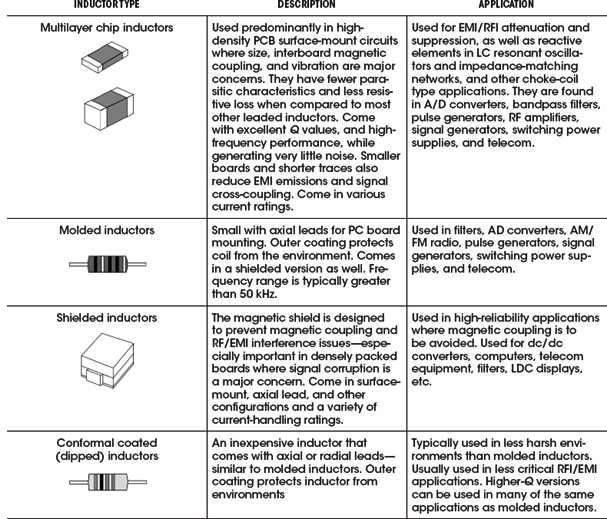 INDUCTOR TYPE
DESCRIPTION
APPLICATION
Multilayer chip inductors
Used predominantly in high-
density PCB surface-mount circuits
where size, interboard magnetic
coupling, and vibration are major
concerns. They have fewer para-
sitic characteristics and less resis-
tive loss when compared to most
other leaded inductors. Come
with excellent Q values, and high-
frequency performance, while
generating very little noise. Smaller
boards and shorter traces also
reduce EMI emissions and signal
cross-coupling. Come in various
current ratings.
Used for EMI/RFI attenuation and
suppression, as well as reactive
elements in LC resonant oscilla-
tors and impedance-matching
networks, and other choke-coil
type applications. They are found
in A/D converters, bandpass filters,
pulse generators, RF amplifiers,
signal generators, switching power
supplies, and telecom.
Molded inductors
Small with axial leads for PC board
mounting. Outer coating protects
coil from the environment. Comes
in a shielded version as well. Fre-
quency range is typically greater
than 50 kHz.
Used in filters, AD converters, AM/
FM radio, pulse generators, signal
generators, switching power sup-
plies, and telecom.
Shielded inductors
The magnetic shield is designed
to prevent magnetic coupling and
RF/EMI interference issues—espe-
cially important in densely packed
boards where signal corruption is
a major concern. Come in surface-
mount, axial lead, and other
configurations and a variety of
current-handling ratings.
Used in high-reliability applications
where magnetic coupling is to
be avoided. Used for dc/dc
converters, computers, telecom
equipment, filters, LDC displays,
etc.
Conformal coated
(dipped) inductors
An inexpensive inductor that
comes with axial or radial leads—
similar to molded inductors. Outer
coating protects inductor from
environments
Typically used in less harsh envi-
ronments than molded inductors.
Usually used in less critical RFI/EMI
applications. Higher-Q versions
can be used in many of the same
applications as molded inductors.